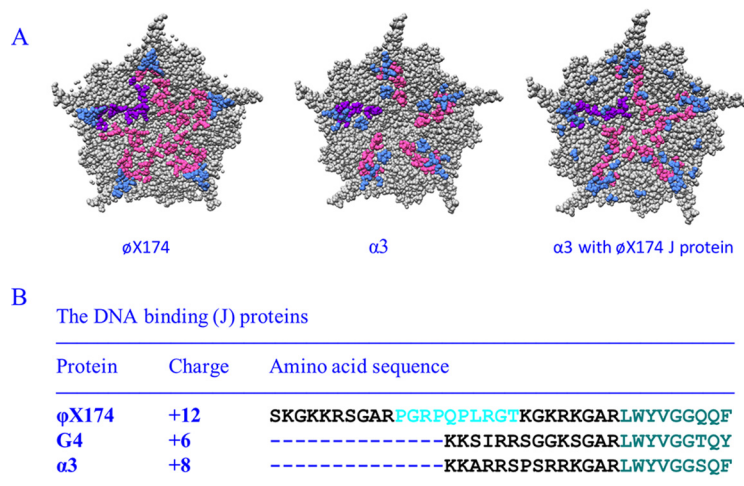 A
øX174
α3
α3 with øX174 J protein
B
The DNA binding (J) proteins
Protein Charge Amino acid sequence
φX174 +12 SKGKKRSGARPGRPQPLRGTKGKRKGARLWYVGGQQF
G4 +6 --------------KKSIRRSGGKSGARLWYVGGTQY
α3 +8 --------------KKARRSPSRRKGARLWYVGGSQF